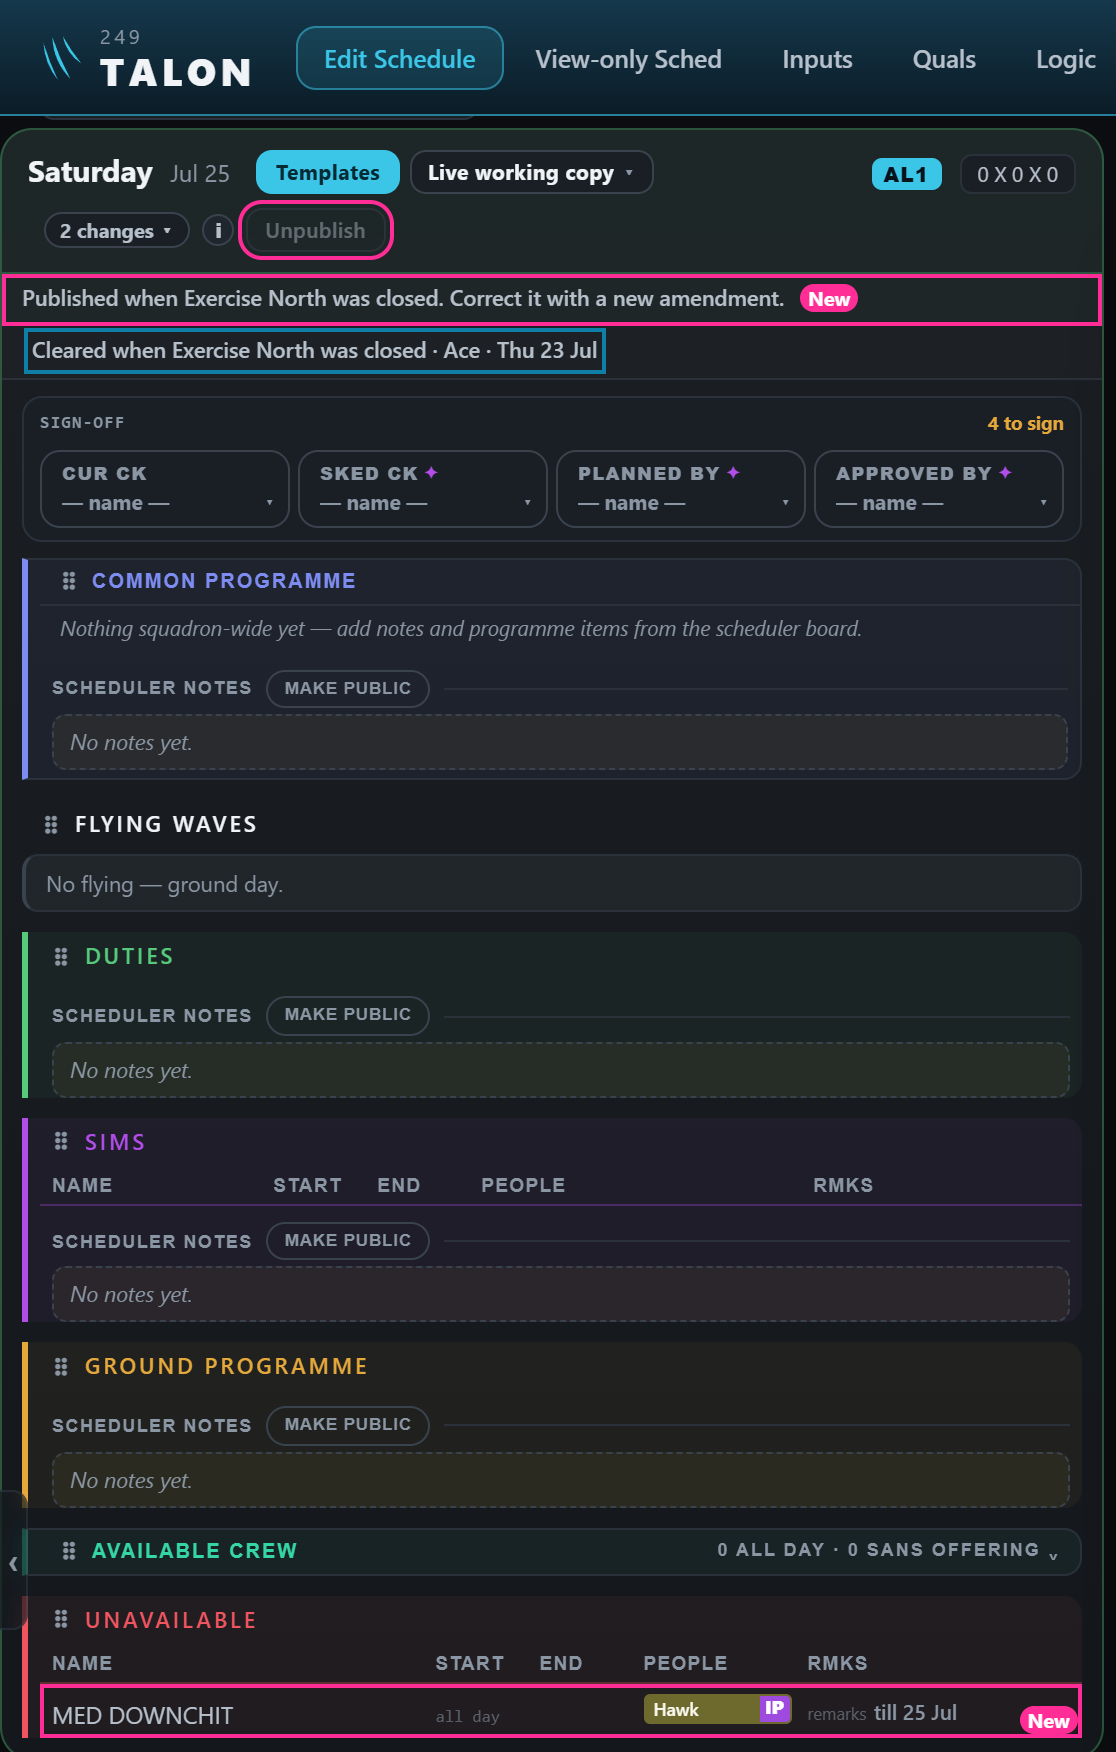 249
TALON
Edit Schedule View-only Sched Inputs Quals Logic
Saturday Jul 25 Templates Live working copy ▾ AL1 0X0X0
2 changes ▾ i Unpublish
Published when Exercise North was closed. Correct it with a new amendment. New
Cleared when Exercise North was closed · Ace · Thu 23 Jul
SIGN-OFF 4 to sign
CUR CK SKED CK ✦ PLANNED BY ✦ APPROVED BY ✦
— name — ▾ — name — ▾ — name — ▾ — name — ▾
COMMON PROGRAMME
Nothing squadron-wide yet — add notes and programme items from the scheduler board.
SCHEDULER NOTES MAKE PUBLIC
No notes yet.
FLYING WAVES
No flying — ground day.
DUTIES
SCHEDULER NOTES MAKE PUBLIC
No notes yet.
SIMS
NAME START END PEOPLE RMKS
SCHEDULER NOTES MAKE PUBLIC
No notes yet.
GROUND PROGRAMME
SCHEDULER NOTES MAKE PUBLIC
No notes yet.
AVAILABLE CREW 0 ALL DAY · 0 SANS OFFERING
UNAVAILABLE
NAME START END PEOPLE RMKS
MED DOWNCHIT all day Hawk IP remarks till 25 Jul New